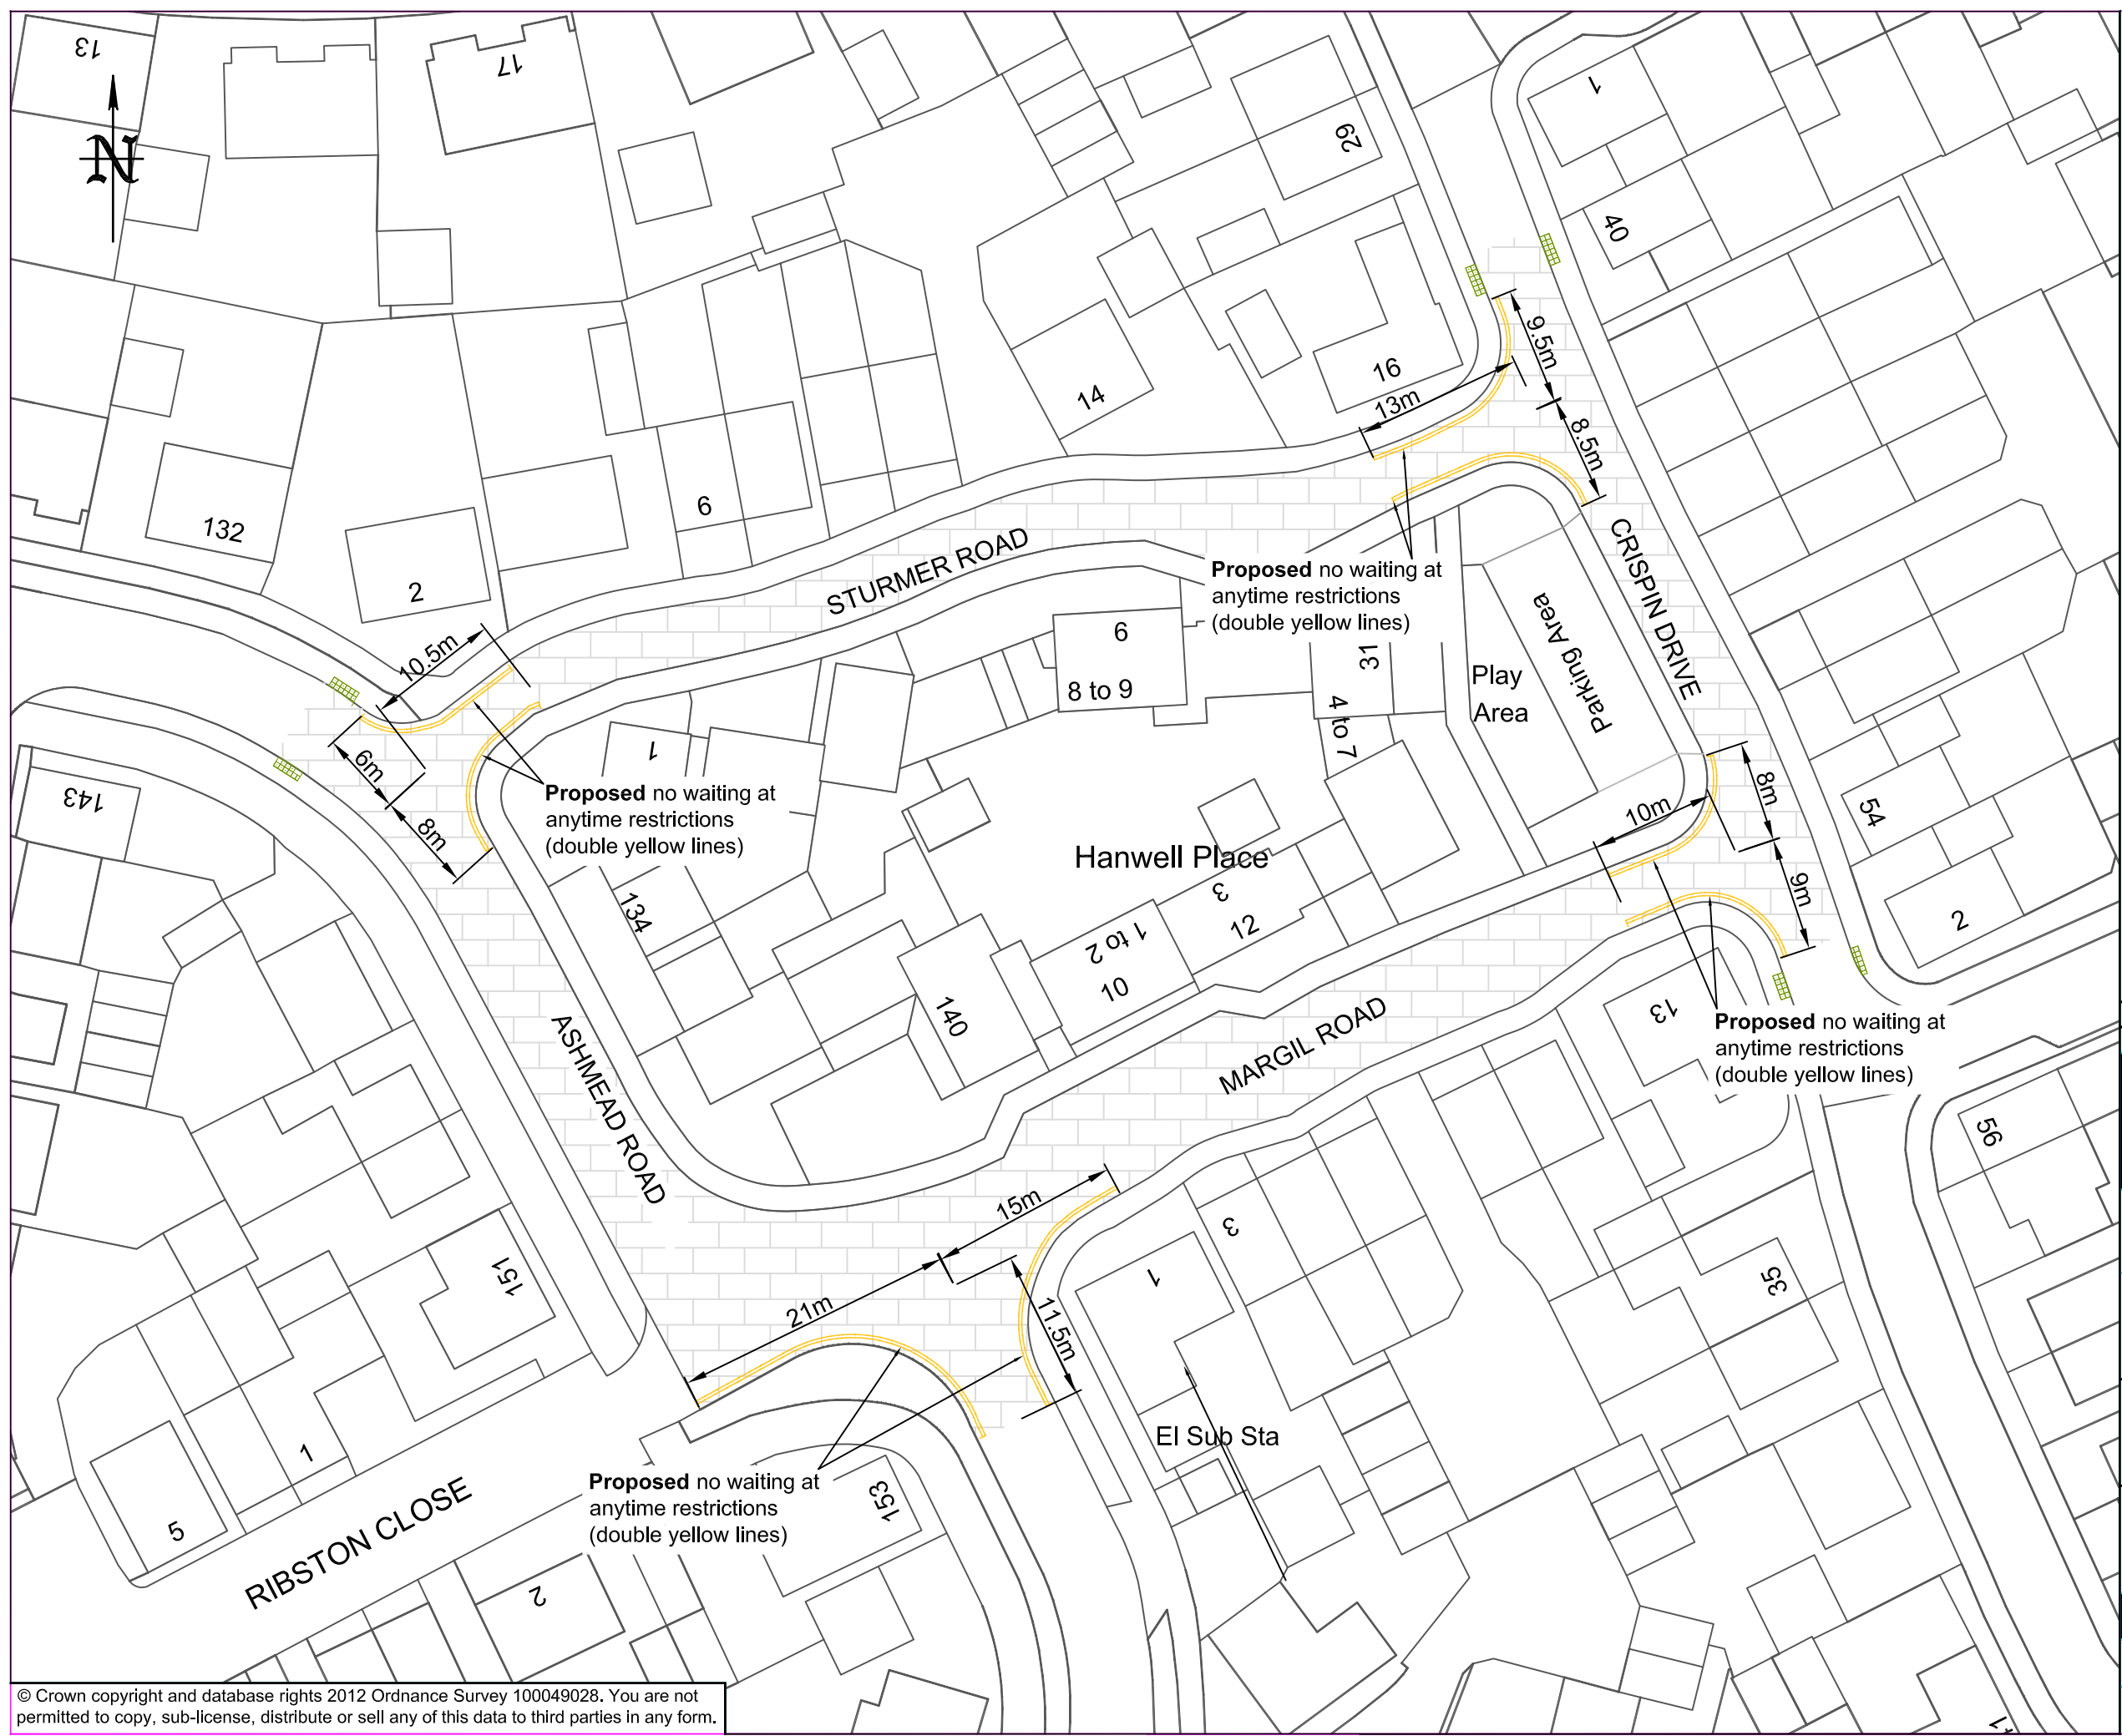 13
17
N
1
29
40
9.5m
16
13m
8.5m
14
6
132
2
STURMER ROAD
CRISPIN DRIVE
Proposed no waiting at
anytime restrictions
(double yellow lines)
10.5m
6
8 to 9
31
4 to 7
Play
Area
Parking Area
6m
8m
143
1
Proposed no waiting at
anytime restrictions
(double yellow lines)
8m
10m
9m
54
2
Hanwell Place
134
3
12
1 to 2
10
140
13
Proposed no waiting at
anytime restrictions
(double yellow lines)
MARGIL ROAD
ASHMEAD ROAD
56
15m
3
1
35
151
21m
11.5m
El Sub Sta
1
5
153
Proposed no waiting at
anytime restrictions
(double yellow lines)
RIBSTON CLOSE
2
© Crown copyright and database rights 2012 Ordnance Survey 100049028. You are not
permitted to copy, sub-license, distribute or sell any of this data to third parties in any form.